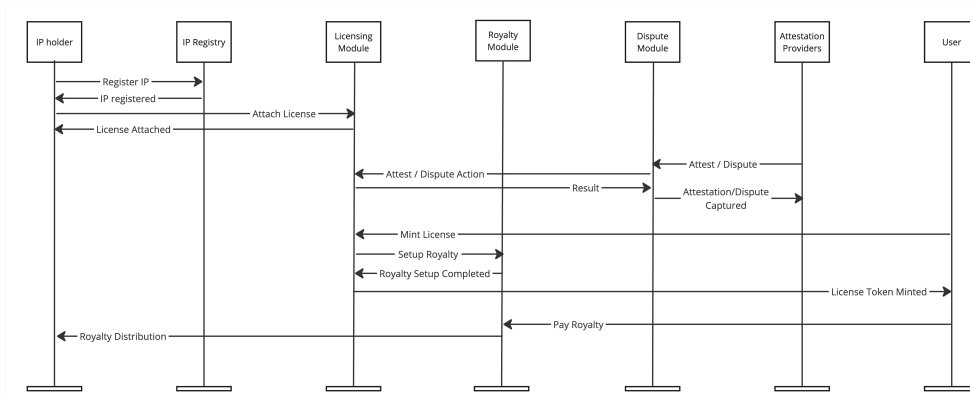 IP holder
IP Registry
Licensing
Module
Royalty
Module
Dispute
Module
Attestation
Providers
User
Register IP
IP registered
Attach License
License Attached
Attest / Dispute
Attest / Dispute Action
Result
Attestation/Dispute
Captured
Mint License
Setup Royalty
Royalty Setup Completed
License Token Minted
Pay Royalty
Royalty Distribution